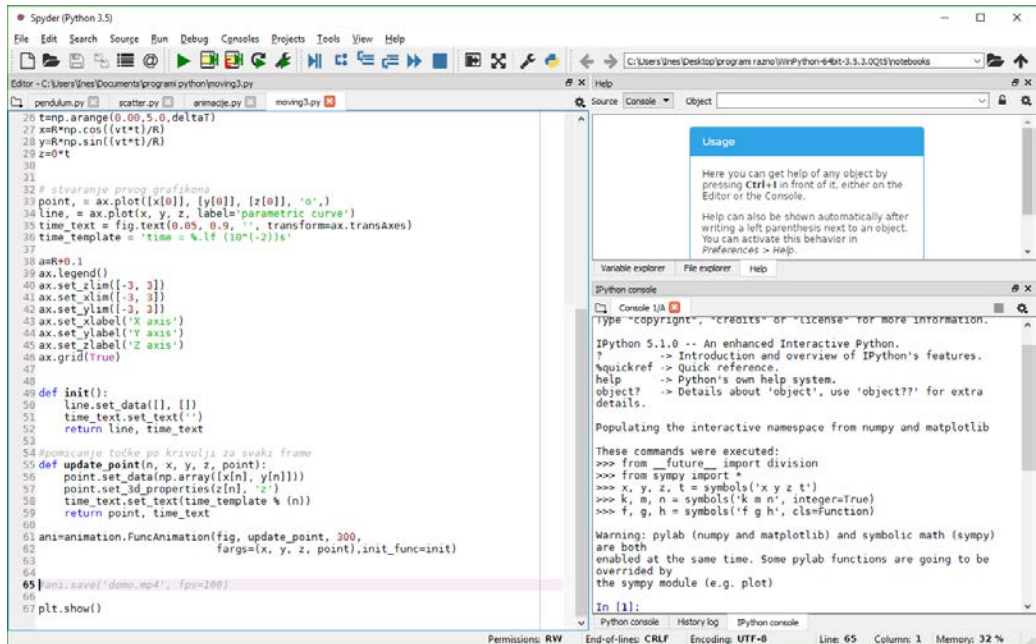 Spyder (Python 3.5)
File Edit Search Source Run Debug Consoles Projects Tools View Help
C:\Users\Ines\Desktop\programi razno\WinPython-64bit-3.5.3.0Qt5\notebooks
Editor - C:\Users\Ines\Documents\programi python\moving3.py
pendulum.py scatter.py animacije.py moving3.py
26 t=np.arange(0.00,5.0,deltaT)
27 x=R*np.cos((vt*t)/R)
28 y=R*np.sin((vt*t)/R)
29 z=0*t
30
31
32 # stvaranje prvog grafikona
33 point, = ax.plot([x[0]], [y[0]], [z[0]], 'o',)
34 line, = ax.plot(x, y, z, label='parametric curve')
35 time_text = fig.text(0.05, 0.9, '', transform=ax.transAxes)
36 time_template = 'time = %.lf (10^(-2))s'
37
38 a=R+0.1
39 ax.legend()
40 ax.set_zlim([-3, 3])
41 ax.set_xlim([-3, 3])
42 ax.set_ylim([-3, 3])
43 ax.set_xlabel('X axis')
44 ax.set_ylabel('Y axis')
45 ax.set_zlabel('Z axis')
46 ax.grid(True)
47
48
49 def init():
50 line.set_data([], [])
51 time_text.set_text('')
52 return line, time_text
53
54 #pomicanje točke po krivulji za svaki frame
55 def update_point(n, x, y, z, point):
56 point.set_data(np.array([x[n], y[n]]))
57 point.set_3d_properties(z[n], 'z')
58 time_text.set_text(time_template % (n))
59 return point, time_text
60
61 ani=animation.FuncAnimation(fig, update_point, 300,
62 fargs=(x, y, z, point),init_func=init)
63
64
65 #ani.save('demo.mp4', fps=100)
66
67 plt.show()
Help
Source Console Object
Usage
Here you can get help of any object by
pressing Ctrl+I in front of it, either on the
Editor or the Console.
Help can also be shown automatically after
writing a left parenthesis next to an object.
You can activate this behavior in
Preferences > Help.
Variable explorer File explorer Help
IPython console
Console 1/A
Type "copyright", "credits" or "license" for more information.
IPython 5.1.0 -- An enhanced Interactive Python.
? -> Introduction and overview of IPython's features.
%quickref -> Quick reference.
help -> Python's own help system.
object? -> Details about 'object', use 'object??' for extra
details.
Populating the interactive namespace from numpy and matplotlib
These commands were executed:
>>> from __future__ import division
>>> from sympy import *
>>> x, y, z, t = symbols('x y z t')
>>> k, m, n = symbols('k m n', integer=True)
>>> f, g, h = symbols('f g h', cls=Function)
Warning: pylab (numpy and matplotlib) and symbolic math (sympy)
are both
enabled at the same time. Some pylab functions are going to be
overrided by
the sympy module (e.g. plot)
In [1]:
Python console History log IPython console
Permissions: RW End-of-lines: CRLF Encoding: UTF-8 Line: 65 Column: 1 Memory: 32 %